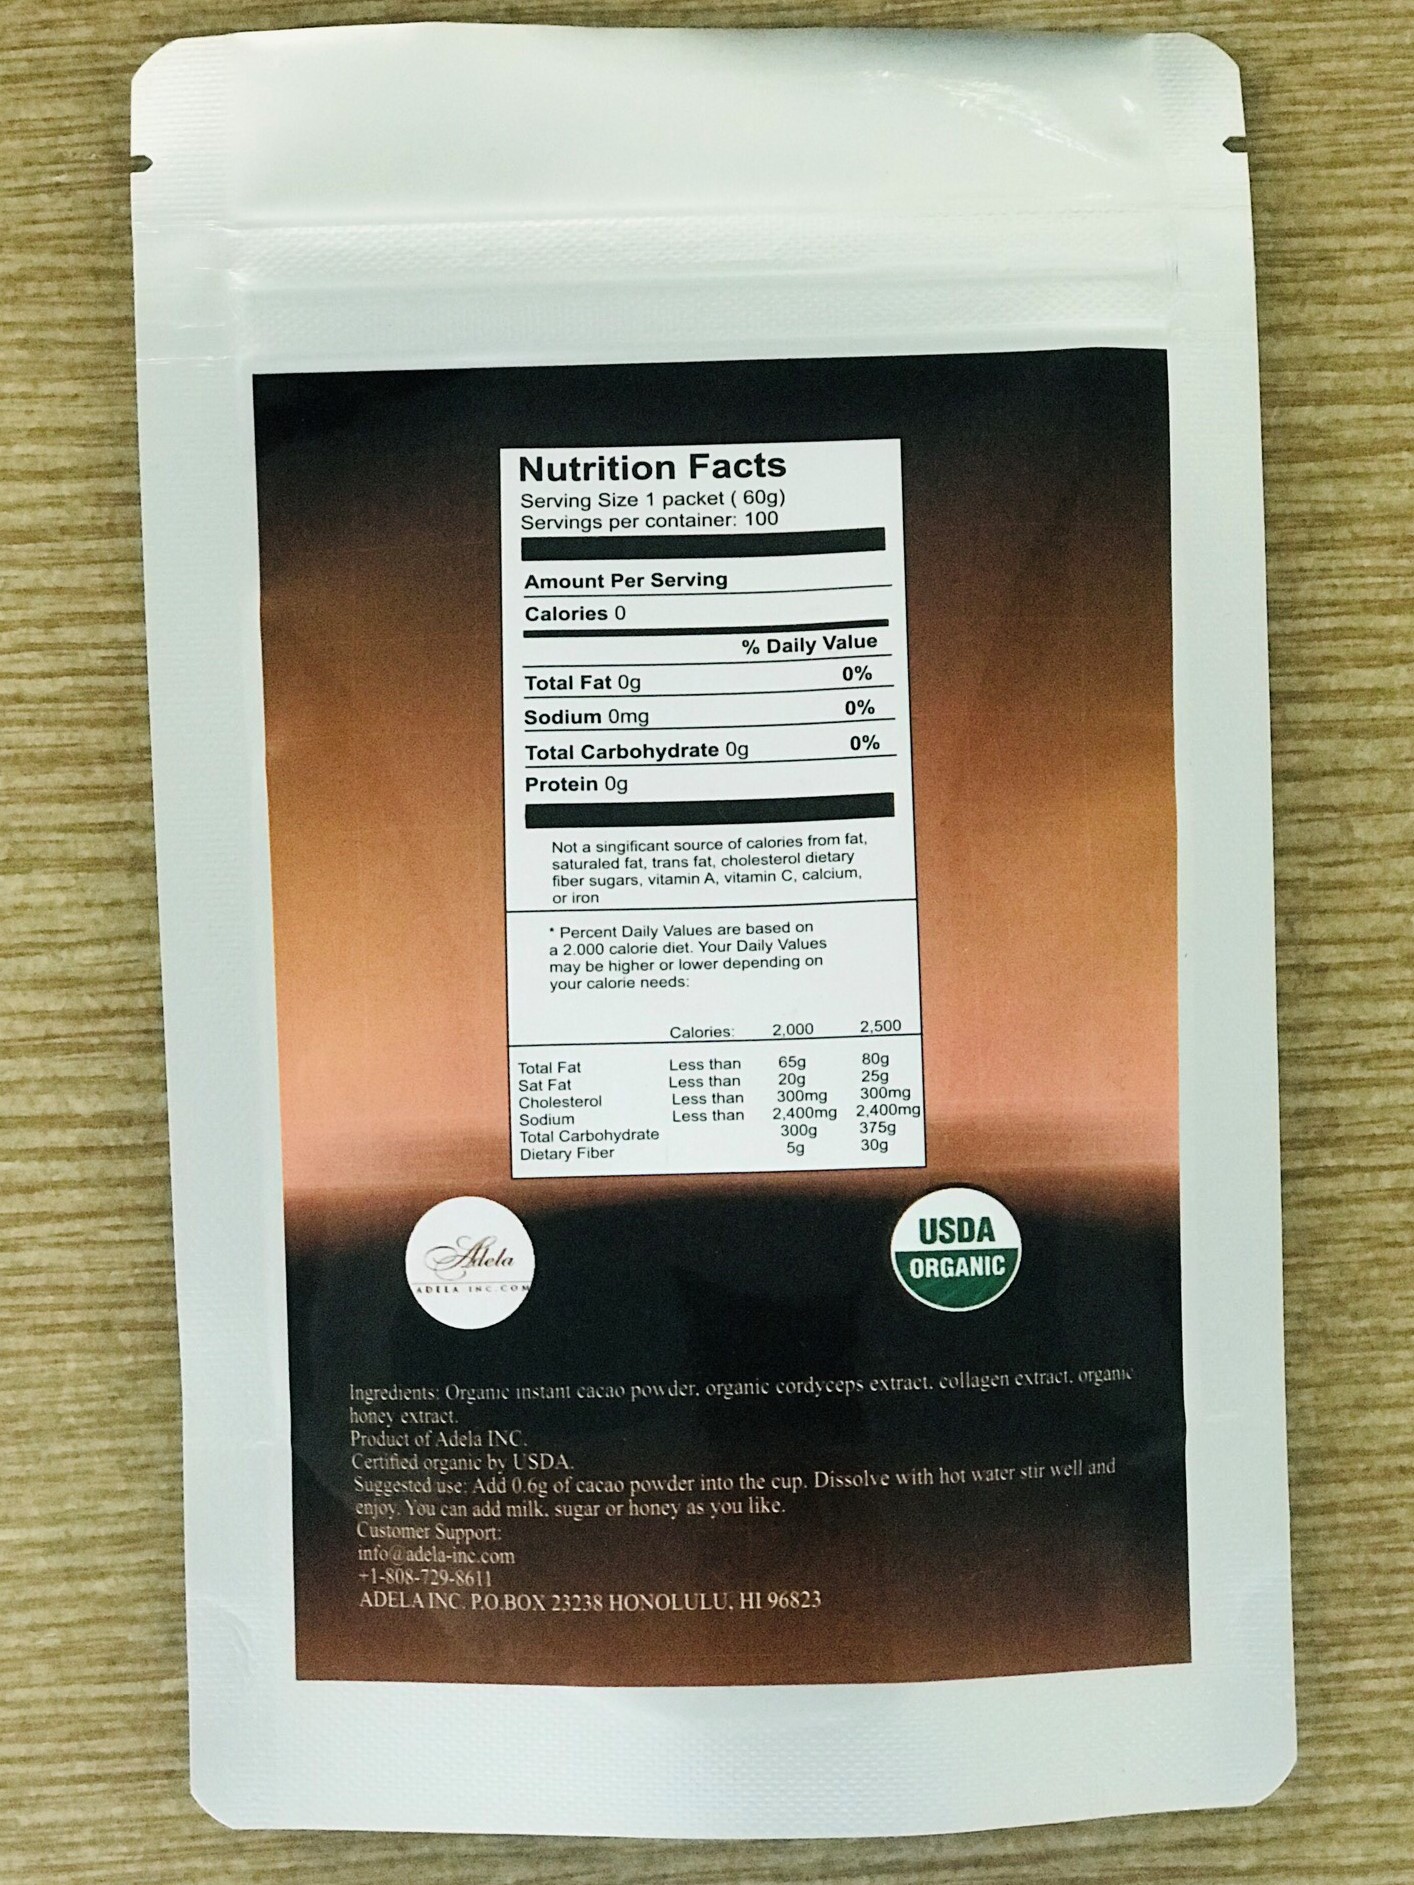 Nutrition Facts
Serving Size 1 packet ( 60g)
Servings per container: 100
Amount Per Serving
Calories 0
% Daily Value
Total Fat 0g 0%
Sodium 0mg 0%
Total Carbohydrate 0g 0%
Protein 0g
Not a singificant source of calories from fat,
saturaled fat, trans fat, cholesterol dietary
fiber sugars, vitamin A, vitamin C, calcium,
or iron
* Percent Daily Values are based on
a 2.000 calorie diet. Your Daily Values
may be higher or lower depending on
your calorie needs:
Calories: 2,000 2,500
Total Fat Less than 65g 80g
Sat Fat Less than 20g 25g
Cholesterol Less than 300mg 300mg
Sodium Less than 2,400mg 2,400mg
Total Carbohydrate 300g 375g
Dietary Fiber 5g 30g
Adela
ADELA INC.COM
USDA
ORGANIC
Ingredients: Organic instant cacao powder, organic cordyceps extract, collagen extract, organic
honey extract.
Product of Adela INC.
Certified organic by USDA.
Suggested use: Add 0.6g of cacao powder into the cup. Dissolve with hot water stir well and
enjoy. You can add milk, sugar or honey as you like.
Customer Support:
info@adela-inc.com
+1-808-729-8611
ADELA INC. P.O.BOX 23238 HONOLULU, HI 96823